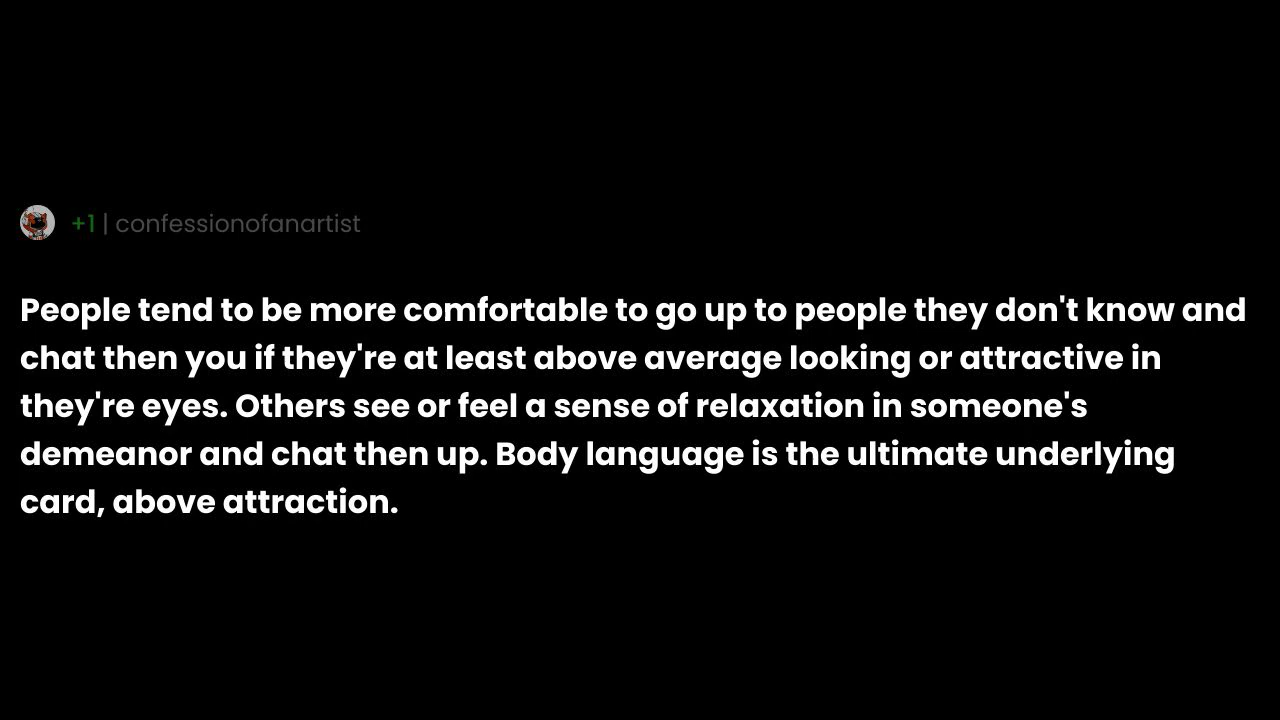 +1 | confessionofanartist
People tend to be more comfortable to go up to people they don't know and
chat then you if they're at least above average looking or attractive in
they're eyes. Others see or feel a sense of relaxation in someone's
demeanor and chat then up. Body language is the ultimate underlying
card, above attraction.